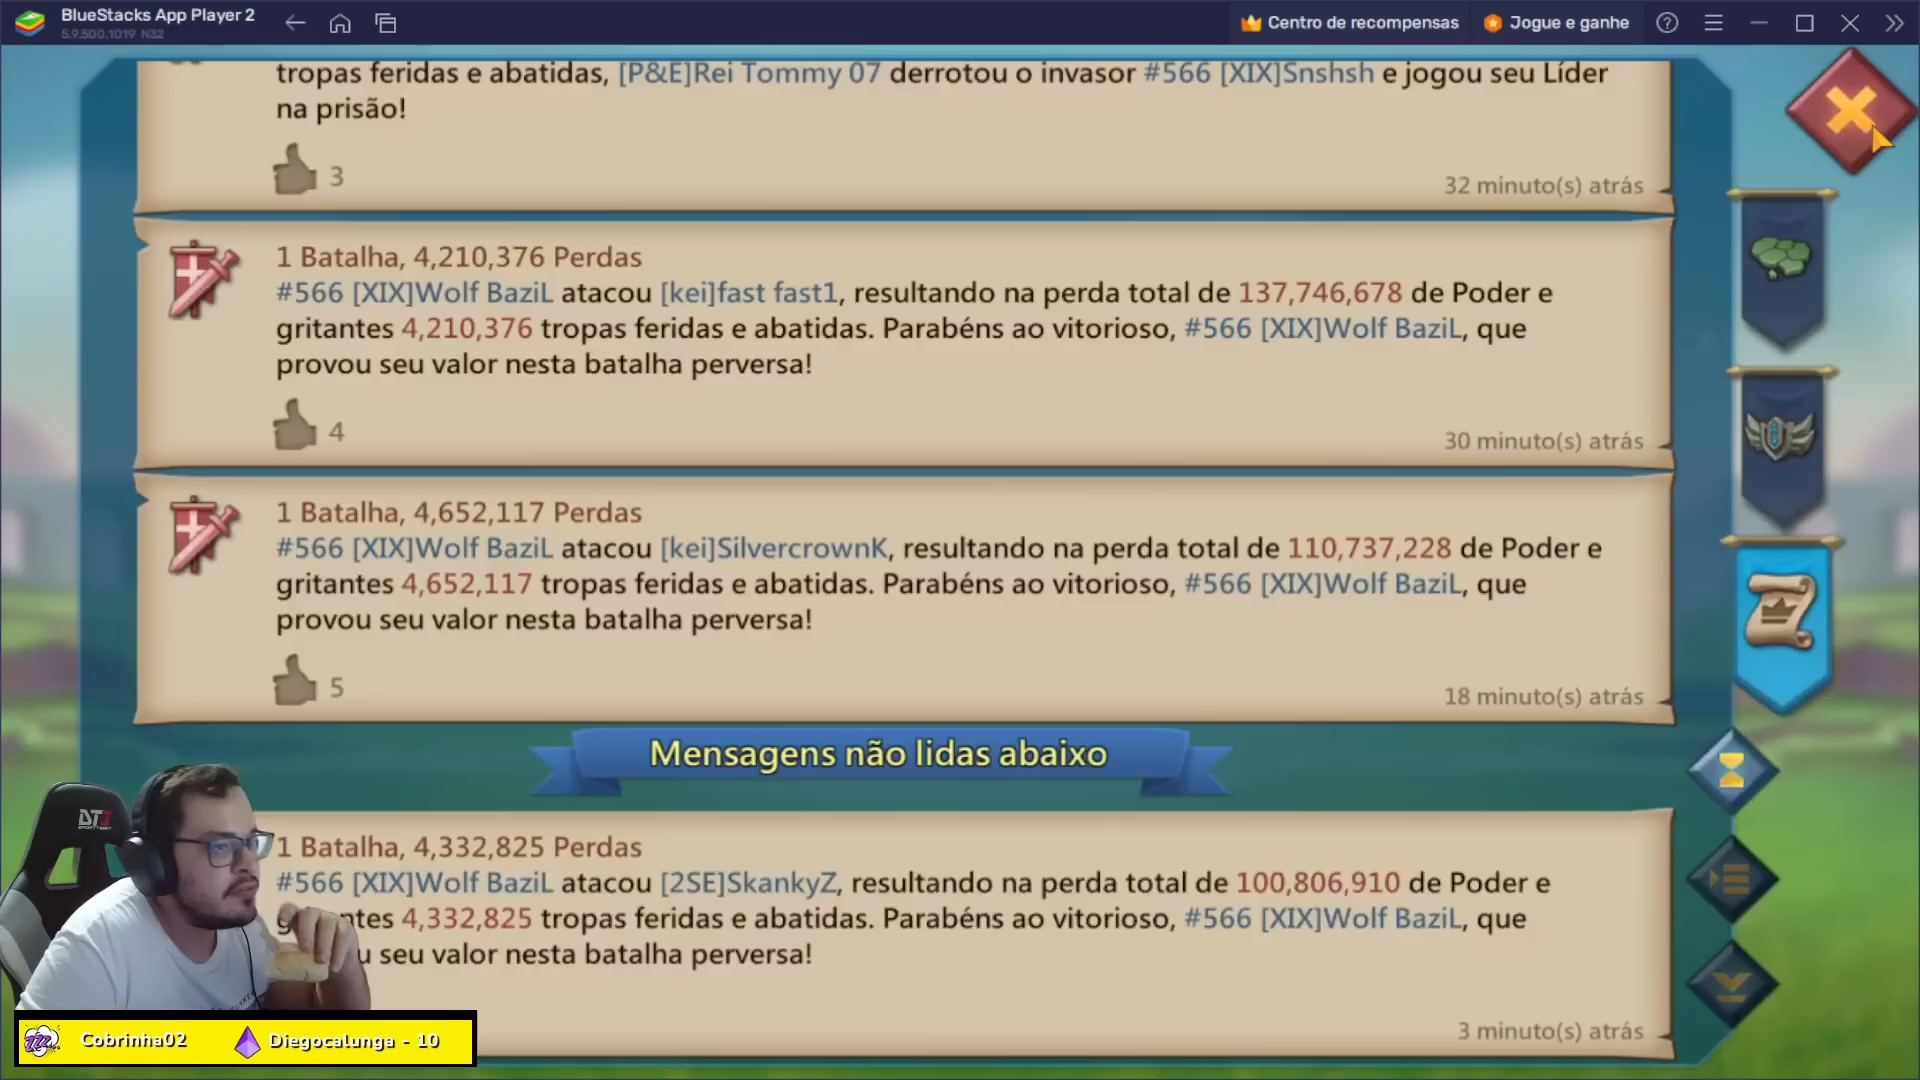 BlueStacks App Player 2
5.9.500.1019 N32
Centro de recompensas
Jogue e ganhe
tropas feridas e abatidas, [P&E]Rei Tommy 07 derrotou o invasor #566 [XIX]Snshsh e jogou seu Líder
na prisão!
3
32 minuto(s) atrás
1 Batalha, 4,210,376 Perdas
#566 [XIX]Wolf BaziL atacou [kei]fast fast1, resultando na perda total de 137,746,678 de Poder e
gritantes 4,210,376 tropas feridas e abatidas. Parabéns ao vitorioso, #566 [XIX]Wolf BaziL, que
provou seu valor nesta batalha perversa!
4
30 minuto(s) atrás
1 Batalha, 4,652,117 Perdas
#566 [XIX]Wolf BaziL atacou [kei]SilvercrownK, resultando na perda total de 110,737,228 de Poder e
gritantes 4,652,117 tropas feridas e abatidas. Parabéns ao vitorioso, #566 [XIX]Wolf BaziL, que
provou seu valor nesta batalha perversa!
5
18 minuto(s) atrás
Mensagens não lidas abaixo
1 Batalha, 4,332,825 Perdas
#566 [XIX]Wolf BaziL atacou [2SE]SkankyZ, resultando na perda total de 100,806,910 de Poder e
4,332,825 tropas feridas e abatidas. Parabéns ao vitorioso, #566 [XIX]Wolf BaziL, que
u seu valor nesta batalha perversa!
3 minuto(s) atrás
DT3
Cobrinha02
Diegocalunga - 10